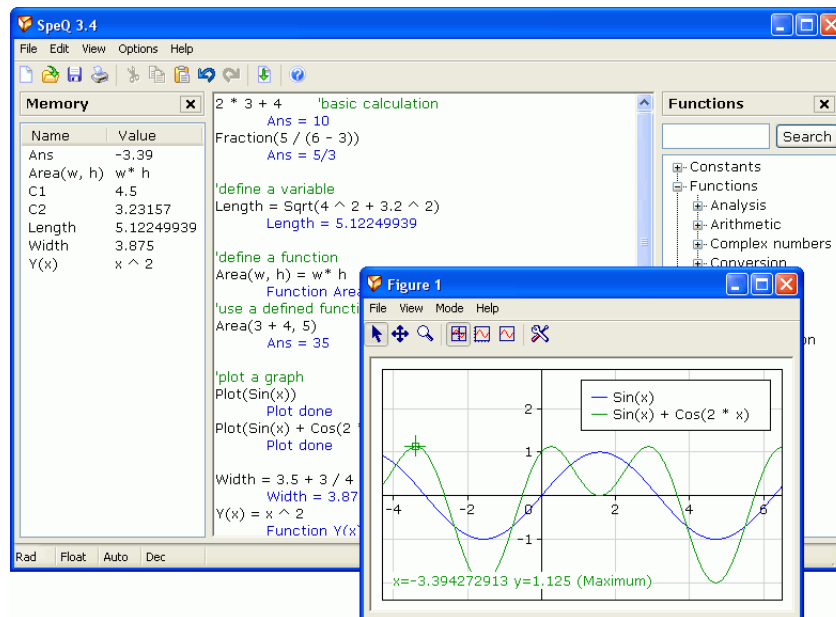 SpeQ 3.4
File Edit View Options Help
Memory
Name Value
Ans -3.39
Area(w, h) w* h
C1 4.5
C2 3.23157
Length 5.12249939
Width 3.875
Y(x) x ^ 2
2 * 3 + 4 'basic calculation
Ans = 10
Fraction(5 / (6 - 3))
Ans = 5/3
'define a variable
Length = Sqrt(4 ^ 2 + 3.2 ^ 2)
Length = 5.12249939
'define a function
Area(w, h) = w* h
Function Area
'use a defined functi
Area(3 + 4, 5)
Ans = 35
'plot a graph
Plot(Sin(x))
Plot done
Plot(Sin(x) + Cos(2 *
Plot done
Width = 3.5 + 3 / 4
Width = 3.87
Y(x) = x ^ 2
Function Y(x)
Functions
Search
Constants
Functions
Analysis
Arithmetic
Complex numbers
Conversion
Figure 1
File View Mode Help
Sin(x)
Sin(x) + Cos(2 * x)
2
1
-4 -2 0 2 4 6
-1
x=-3.394272913 y=1.125 (Maximum)
Rad Float Auto Dec